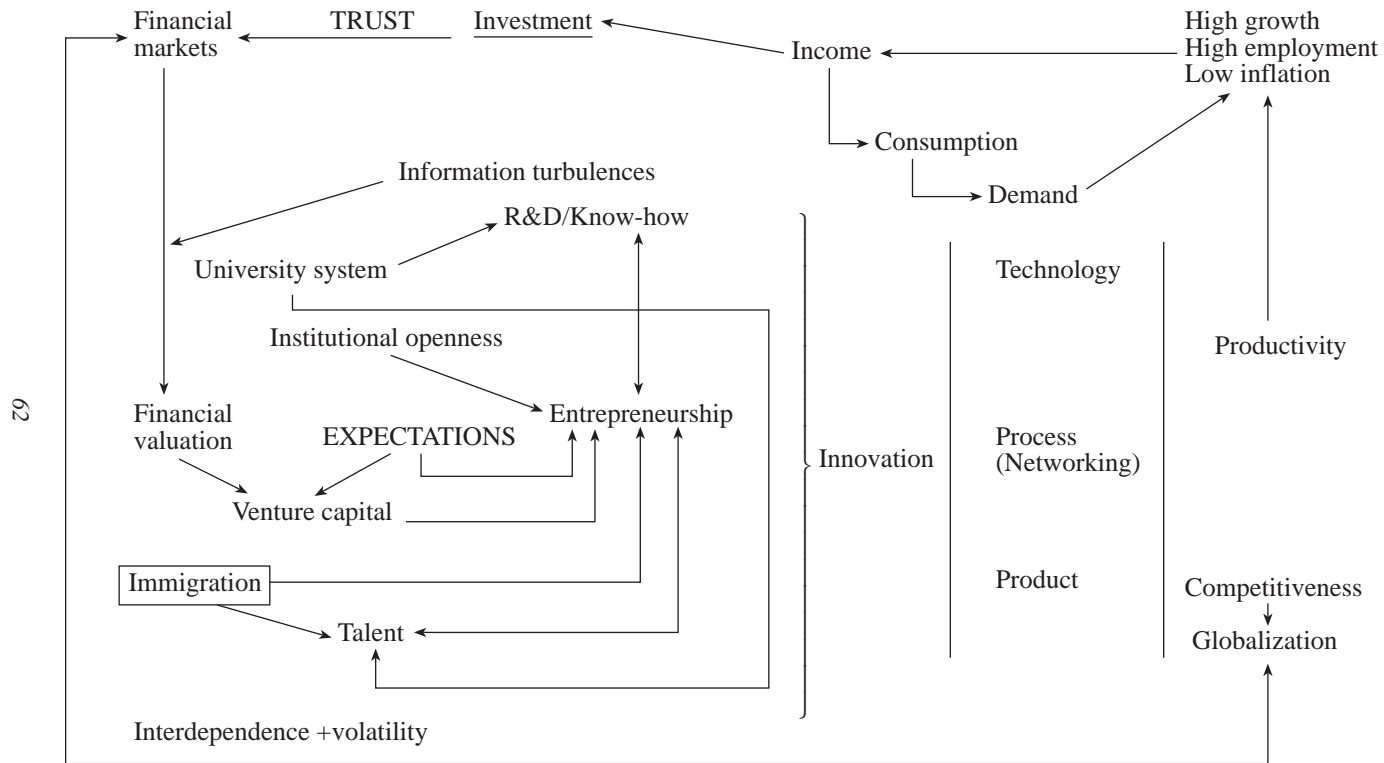 Financial
markets
TRUST
Investment
Income
High growth
High employment
Low inflation
Consumption
Information turbulences
Demand
R&D/Know-how
University system
Technology
Institutional openness
Productivity
62
Financial
valuation
EXPECTATIONS
Entrepreneurship
Innovation
Process
(Networking)
Venture capital
Immigration
Product
Competitiveness
Talent
Globalization
Interdependence +volatility